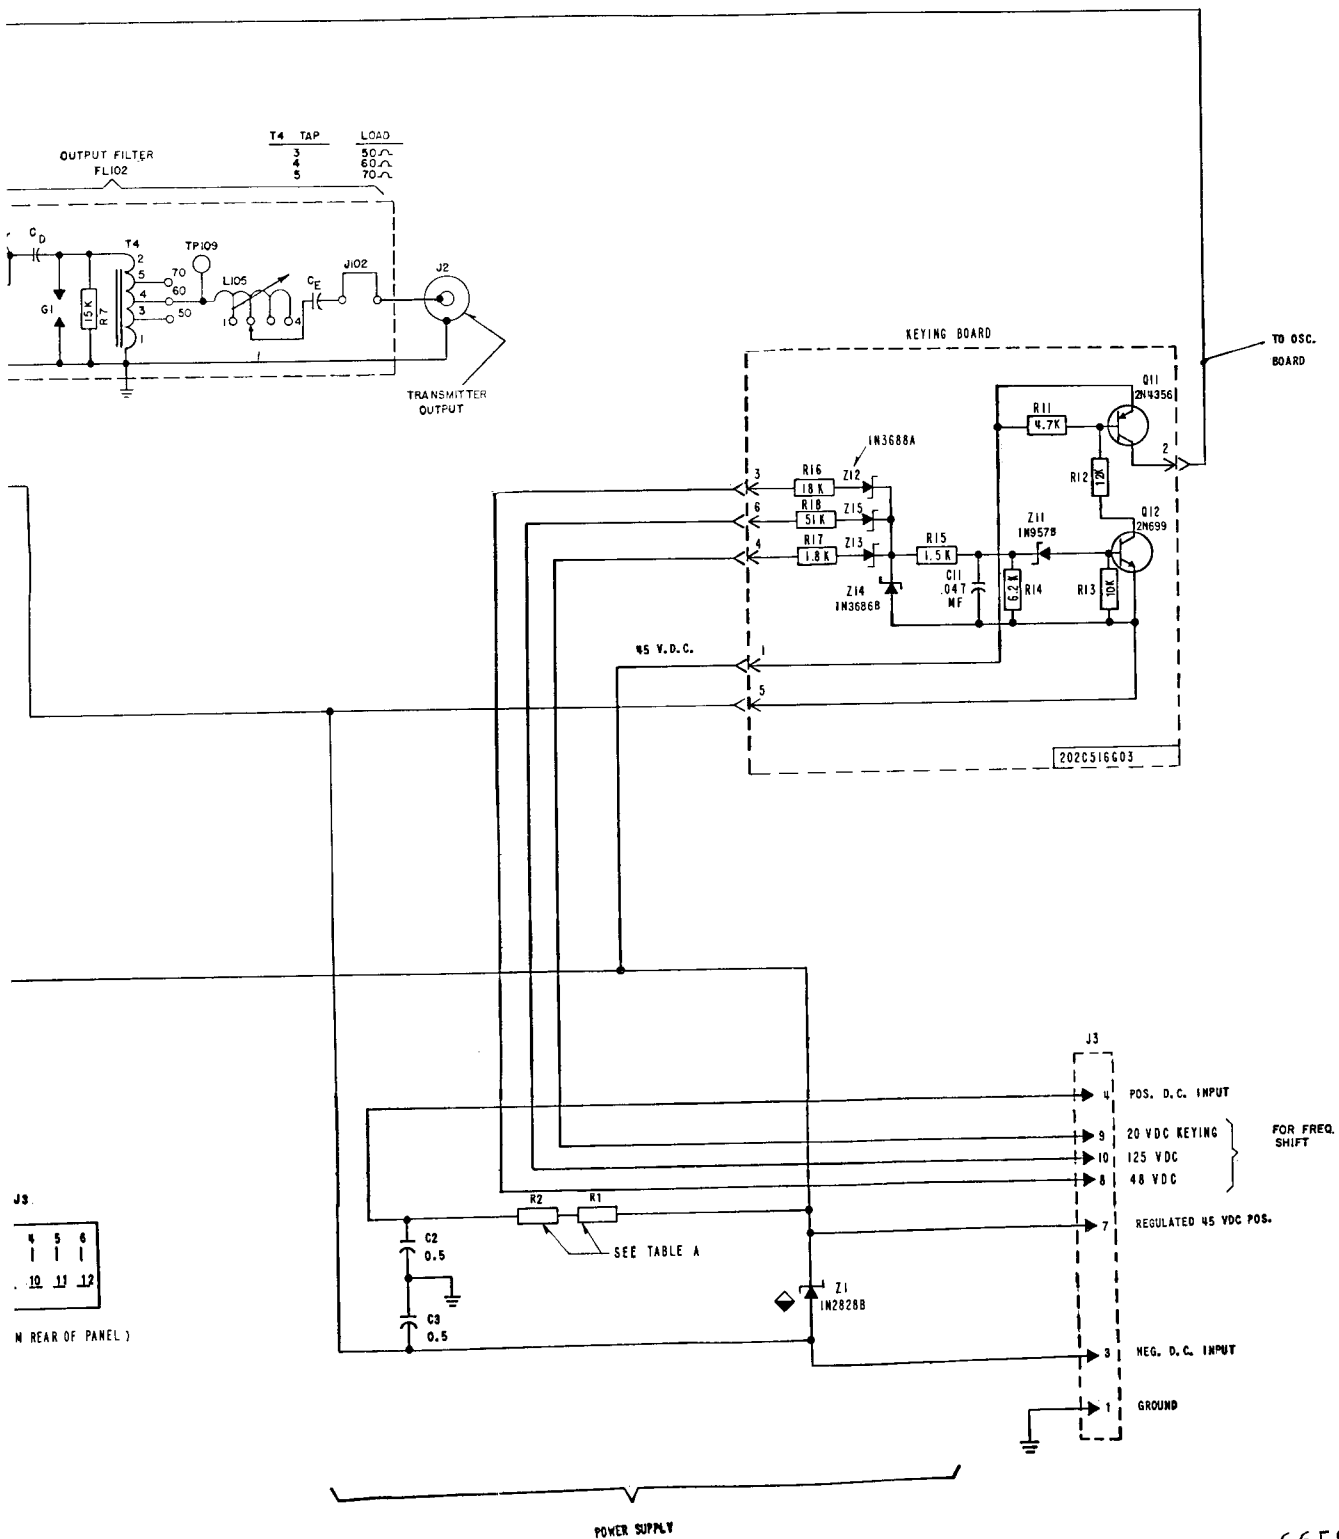 T4 TAP LOAD
3 50Ω
4 60Ω
5 70Ω
OUTPUT FILTER
FL102
C_D
T4
2
5
4
3
1
70
60
50
TP109
G1
15K
R7
L105
1
4
C_E
J102
J2
TRANSMITTER
OUTPUT
KEYING BOARD
TO OSC.
BOARD
Q11
2N4356
R11
4.7K
2
R12
12K
1N3688A
3
R16
18K
Z12
6
R18
51K
Z15
4
R17
1.8K
Z13
R15
1.5K
Z11
1N957B
Q12
2N699
Z14
1N3686B
C11
.047
MF
6.2K
R14
R13
10K
45 V.D.C.
1
5
202C516G03
J3
4 POS. D.C. INPUT
9 20 VDC KEYING
10 125 VDC
8 48 VDC
FOR FREQ.
SHIFT
7 REGULATED 45 VDC POS.
3 NEG. D.C. INPUT
1 GROUND
R2
R1
SEE TABLE A
C2
0.5
C3
0.5
Z1
1N2828B
J3
4 5 6
10 11 12
M REAR OF PANEL)
POWER SUPPLY